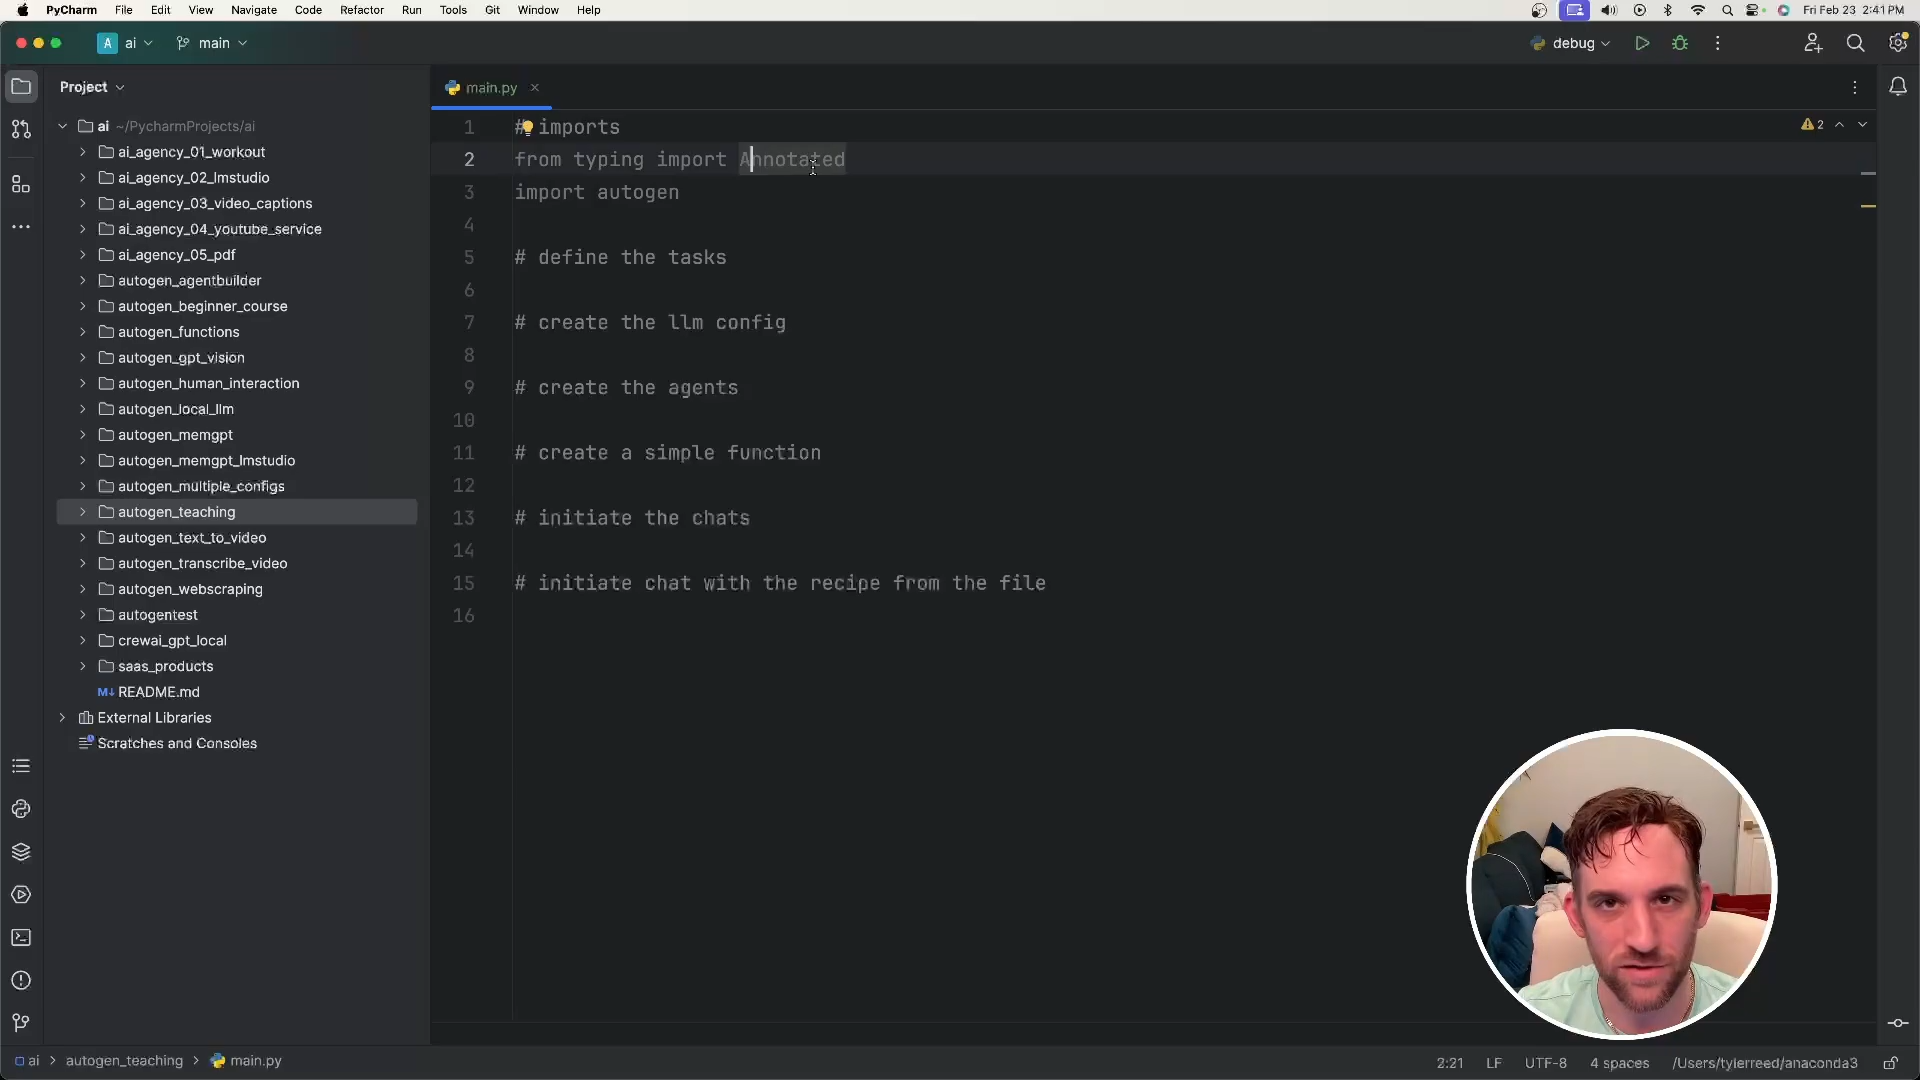 PyCharm File Edit View Navigate Code Refactor Run Tools Git Window Help Fri Feb 23 2:41 PM
A ai main debug
Project
main.py
ai ~/PycharmProjects/ai
ai_agency_01_workout
ai_agency_02_lmstudio
ai_agency_03_video_captions
ai_agency_04_youtube_service
ai_agency_05_pdf
autogen_agentbuilder
autogen_beginner_course
autogen_functions
autogen_gpt_vision
autogen_human_interaction
autogen_local_llm
autogen_memgpt
autogen_memgpt_lmstudio
autogen_multiple_configs
autogen_teaching
autogen_text_to_video
autogen_transcribe_video
autogen_webscraping
autogentest
crewai_gpt_local
saas_products
M↓ README.md
External Libraries
Scratches and Consoles
1 # imports
2 from typing import Annotated
3 import autogen
4
5 # define the tasks
6
7 # create the llm config
8
9 # create the agents
10
11 # create a simple function
12
13 # initiate the chats
14
15 # initiate chat with the recipe from the file
16
2
ai > autogen_teaching > main.py
2:21 LF UTF-8 4 spaces /Users/tylerreed/anaconda3